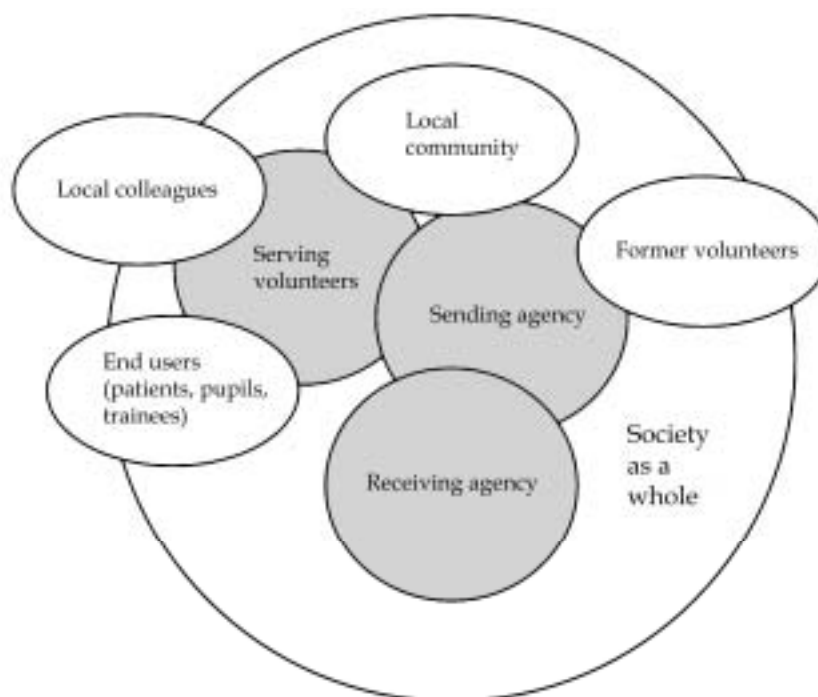 Local
community
Local colleagues
Serving
volunteers
Former volunteers
Sending agency
End users
(patients, pupils,
trainees)
Society
as a
whole
Receiving agency